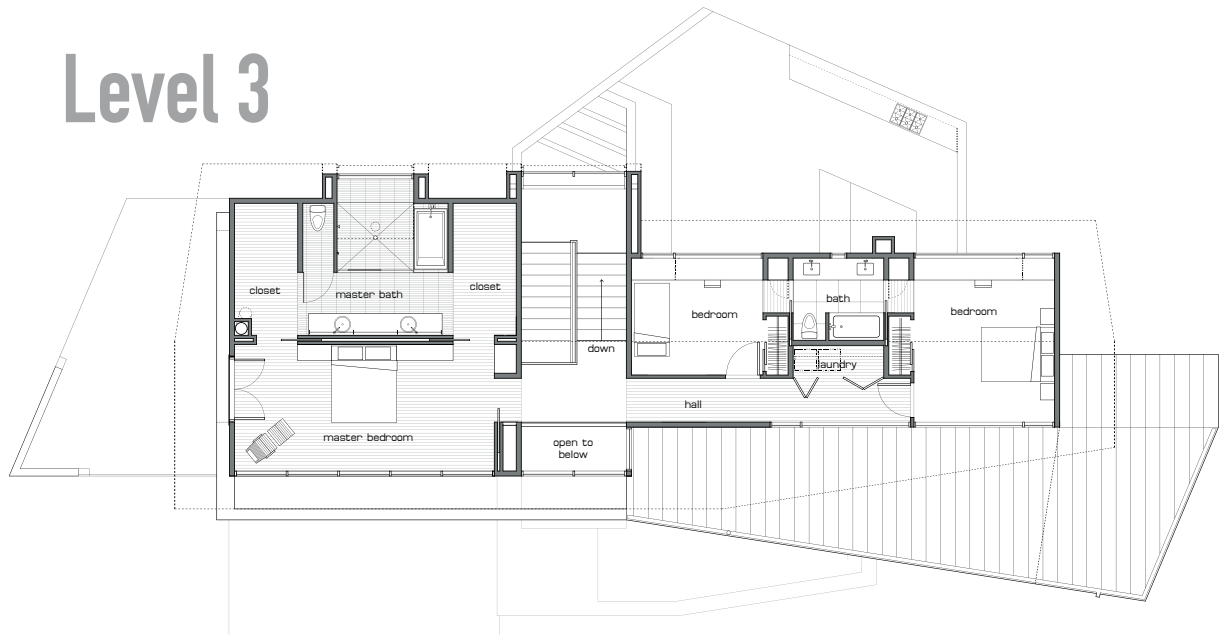 Level 3
closet
master bath
closet
master bedroom
down
open to
below
hall
bedroom
bath
laundry
bedroom